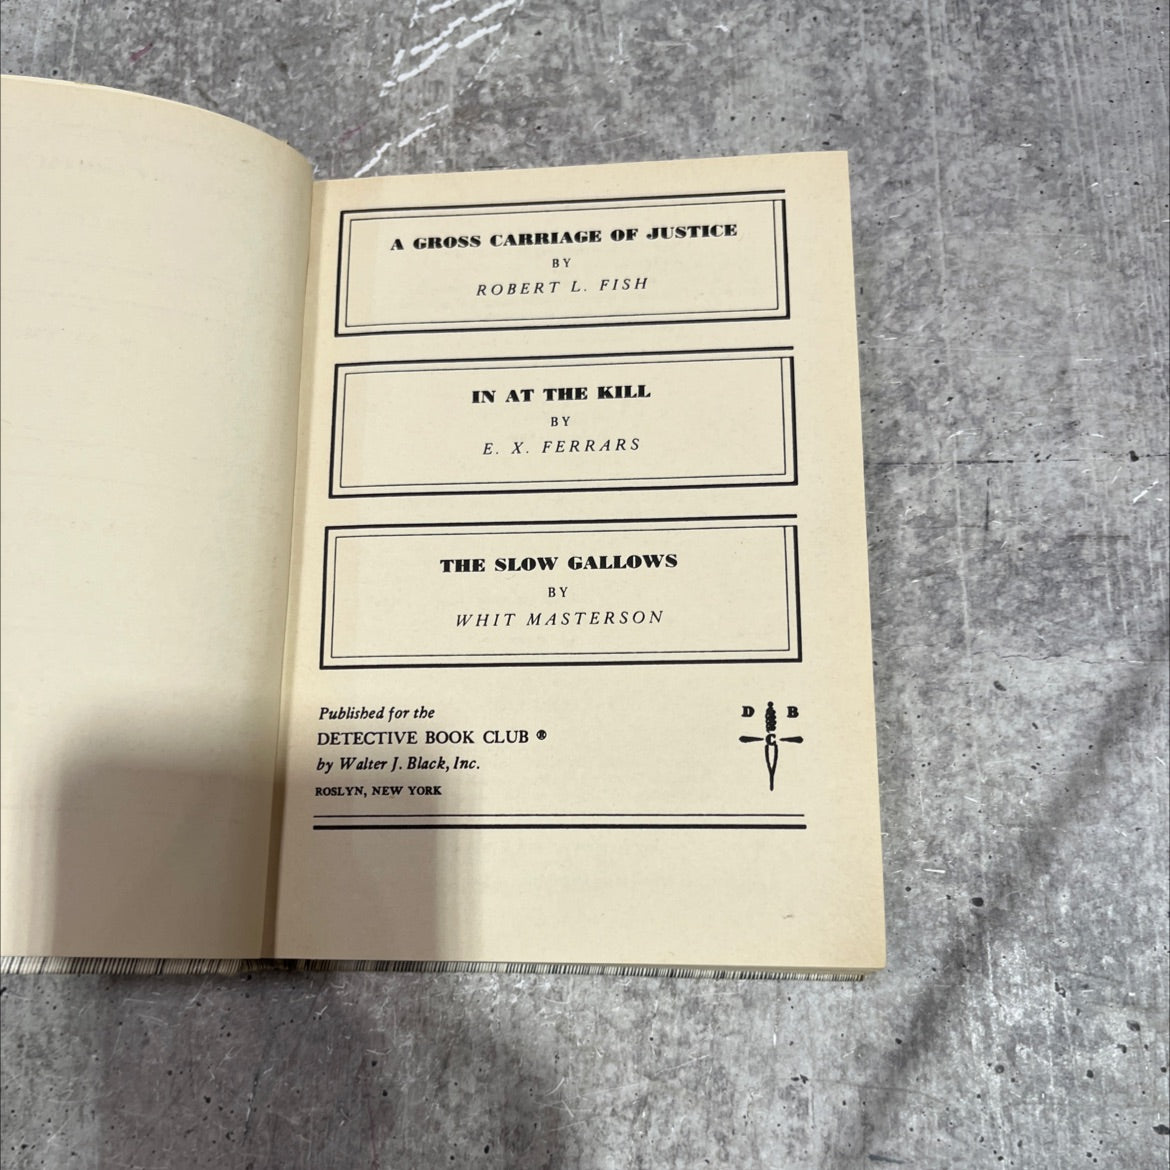 A GROSS CARRIAGE OF JUSTICE
BY
ROBERT L. FISH
IN AT THE KILL
BY
E. X. FERRARS
THE SLOW GALLOWS
BY
WHIT MASTERSON
Published for the
DETECTIVE BOOK CLUB ®
by Walter J. Black, Inc.
ROSLYN, NEW YORK
D B
C